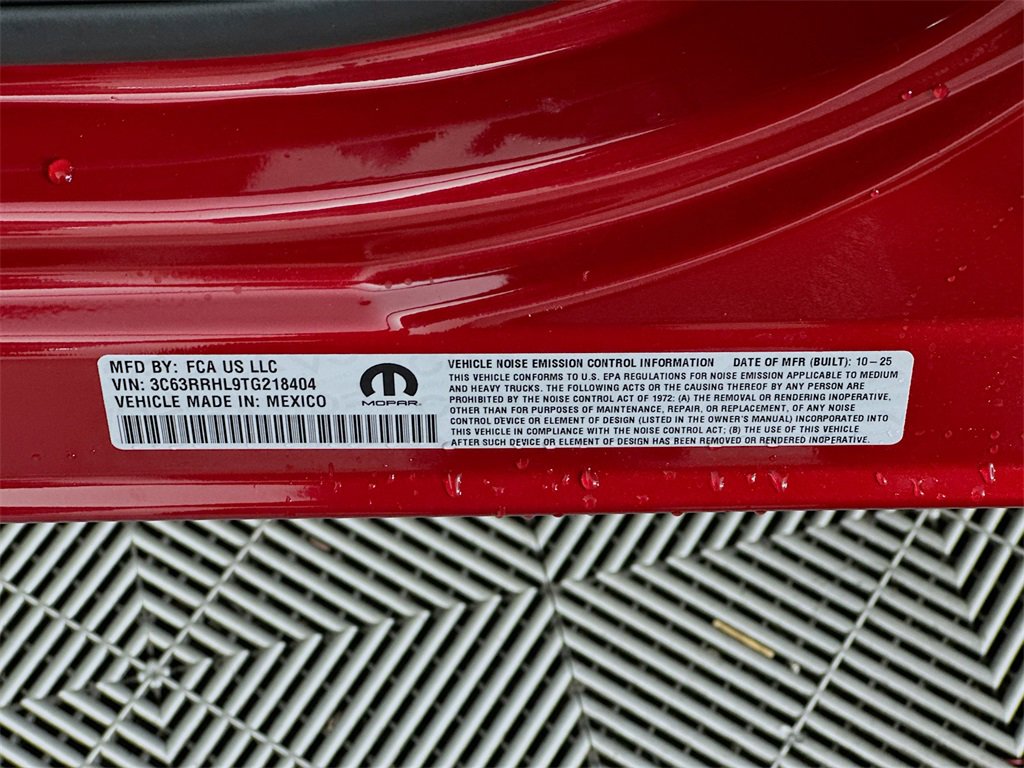 MFD BY: FCA US LLC
VIN: 3C63RRHL9TG218404
VEHICLE MADE IN: MEXICO
MOPAR
VEHICLE NOISE EMISSION CONTROL INFORMATION DATE OF MFR (BUILT): 10–25
THIS VEHICLE CONFORMS TO U.S. EPA REGULATIONS FOR NOISE EMISSION APPLICABLE TO MEDIUM
AND HEAVY TRUCKS. THE FOLLOWING ACTS OR THE CAUSING THEREOF BY ANY PERSON ARE
PROHIBITED BY THE NOISE CONTROL ACT OF 1972: (A) THE REMOVAL OR RENDERING INOPERATIVE,
OTHER THAN FOR PURPOSES OF MAINTENANCE, REPAIR, OR REPLACEMENT, OF ANY NOISE
CONTROL DEVICE OR ELEMENT OF DESIGN (LISTED IN THE OWNER'S MANUAL) INCORPORATED INTO
THIS VEHICLE IN COMPLIANCE WITH THE NOISE CONTROL ACT; (B) THE USE OF THIS VEHICLE
AFTER SUCH DEVICE OR ELEMENT OF DESIGN HAS BEEN REMOVED OR RENDERED INOPERATIVE.